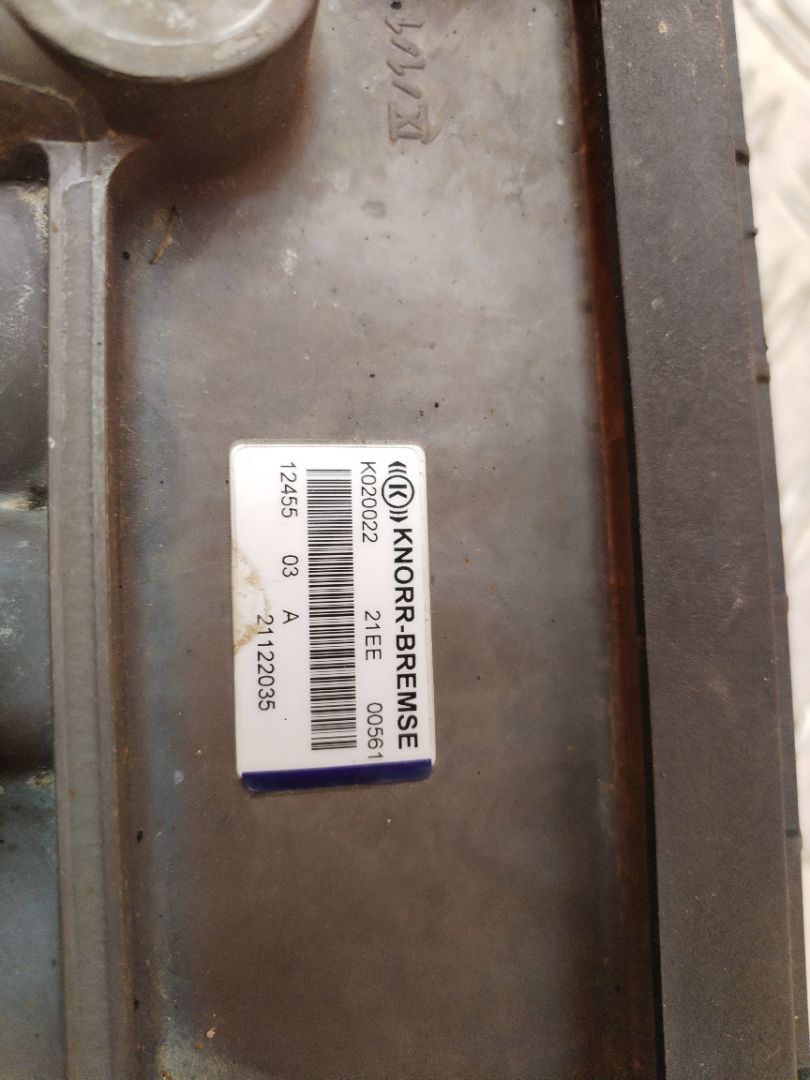 KNORR-BREMSE
K020022 21EE 00561
12455 03 A
21122035